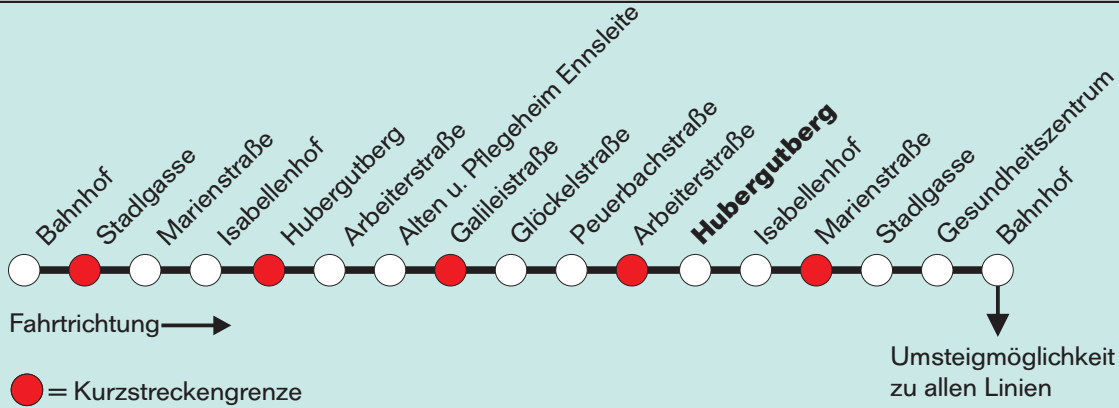 Bahnhof
Stadlgasse
Marienstraße
Isabellenhof
Hubergutberg
Arbeiterstraße
Alten u. Pflegeheim Ennsleite
Galileistraße
Glöckelstraße
Peuerbachstraße
Arbeiterstraße
Hubergutberg
Isabellenhof
Marienstraße
Stadlgasse
Gesundheitszentrum
Bahnhof
Fahrtrichtung
Umsteigmöglichkeit
zu allen Linien
= Kurzstreckengrenze